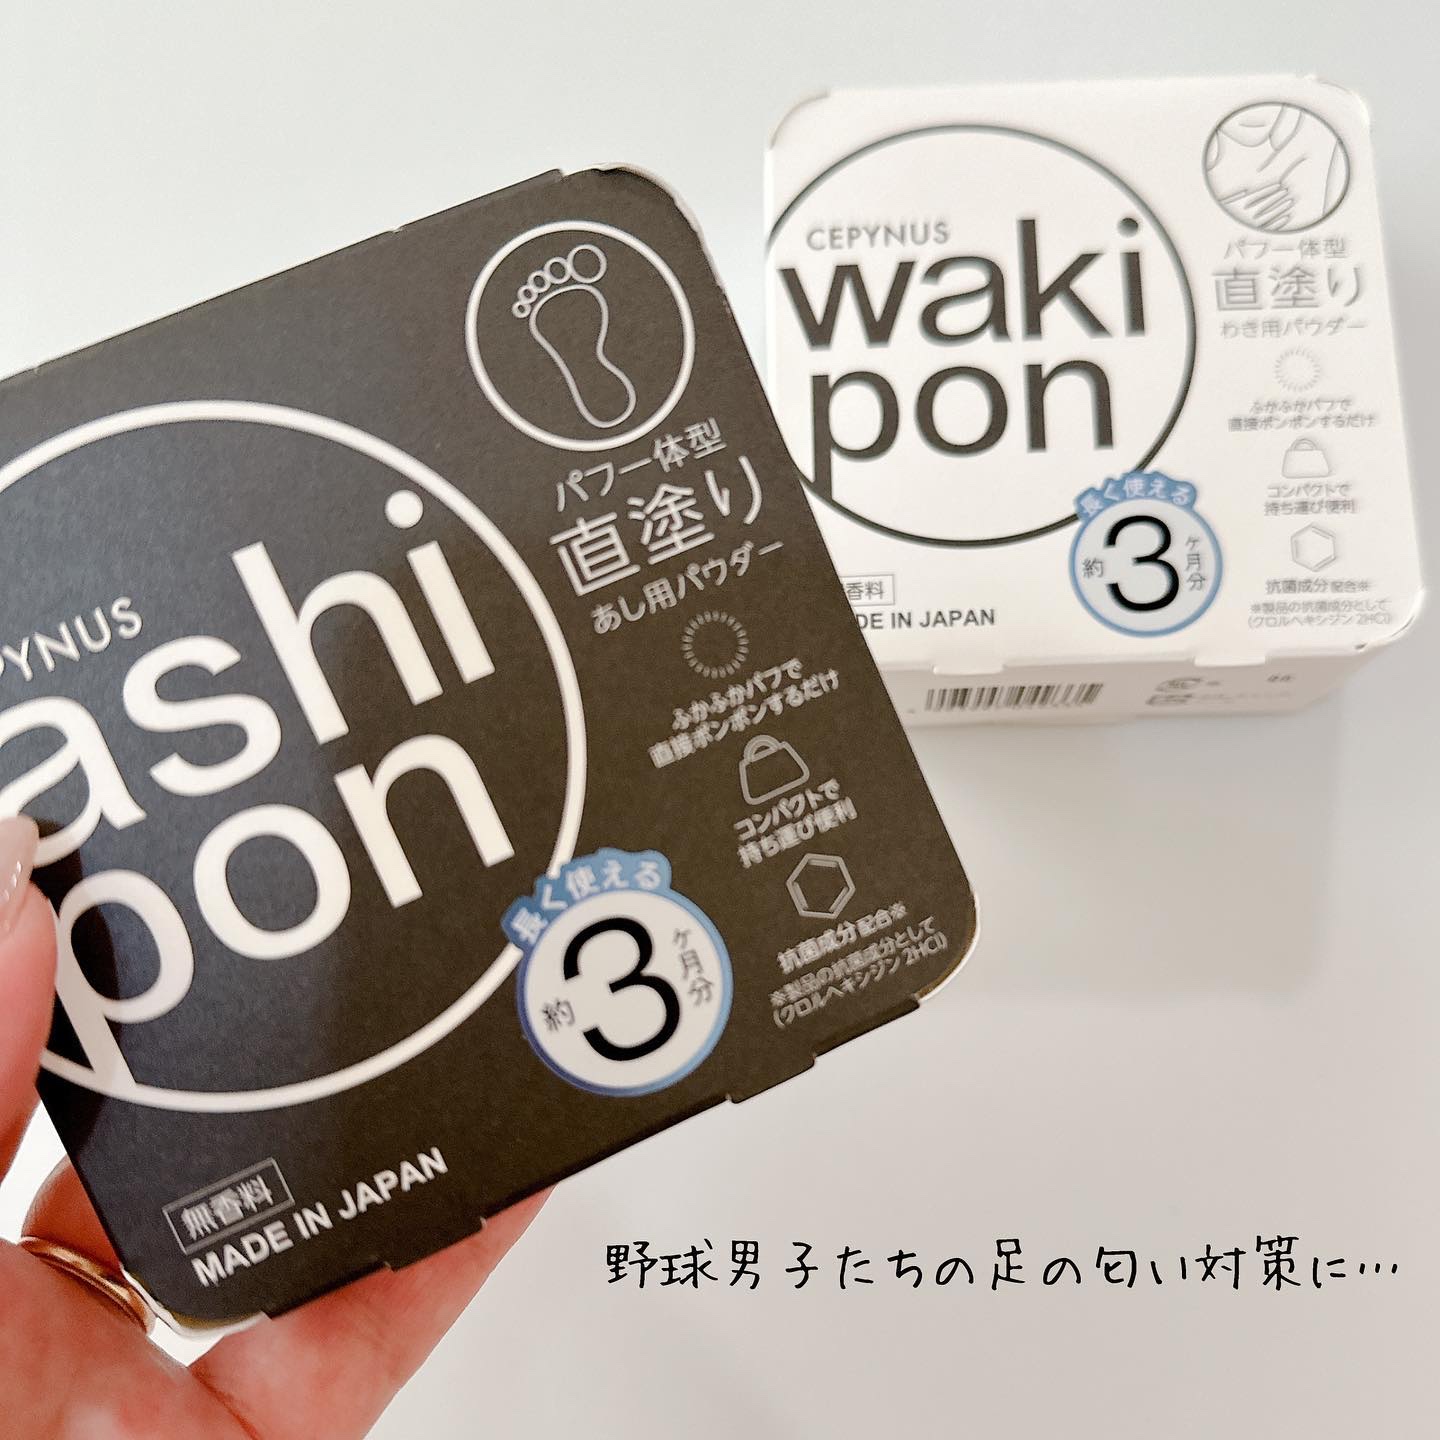 CEPYNUS
waki
pon
パフ一体型
直塗り
わき用パウダー
ふかふかパフで
直接ポンポンするだけ
コンパクトで
持ち運び便利
抗菌成分配合※
※製品の抗菌成分として
(クロルヘキシジン 2HCl)
長く使える
約3ヶ月分
香料
DE IN JAPAN
PYNUS
ashi
pon
パフ一体型
直塗り
あし用パウダー
ふかふかパフで
直接ポンポンするだけ
コンパクトで
持ち運び便利
抗菌成分配合※
※製品の抗菌成分として
(クロルヘキシジン 2HCl)
長く使える
約3ヶ月分
無香料
MADE IN JAPAN
野球男子たちの足の匂い対策に…